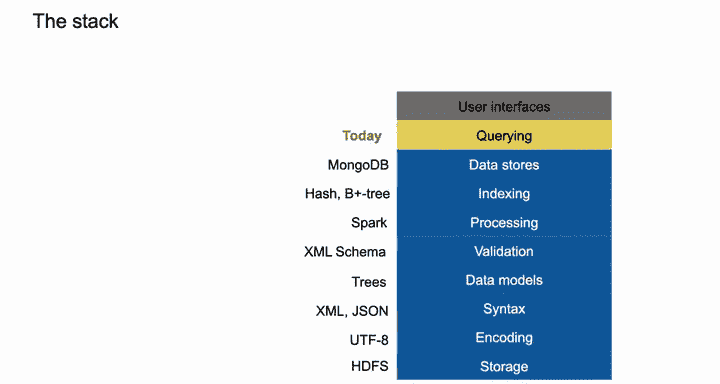 The stack
User interfaces
Today Querying
MongoDB Data stores
Hash, B+-tree Indexing
Spark Processing
XML Schema Validation
Trees Data models
XML, JSON Syntax
UTF-8 Encoding
HDFS Storage